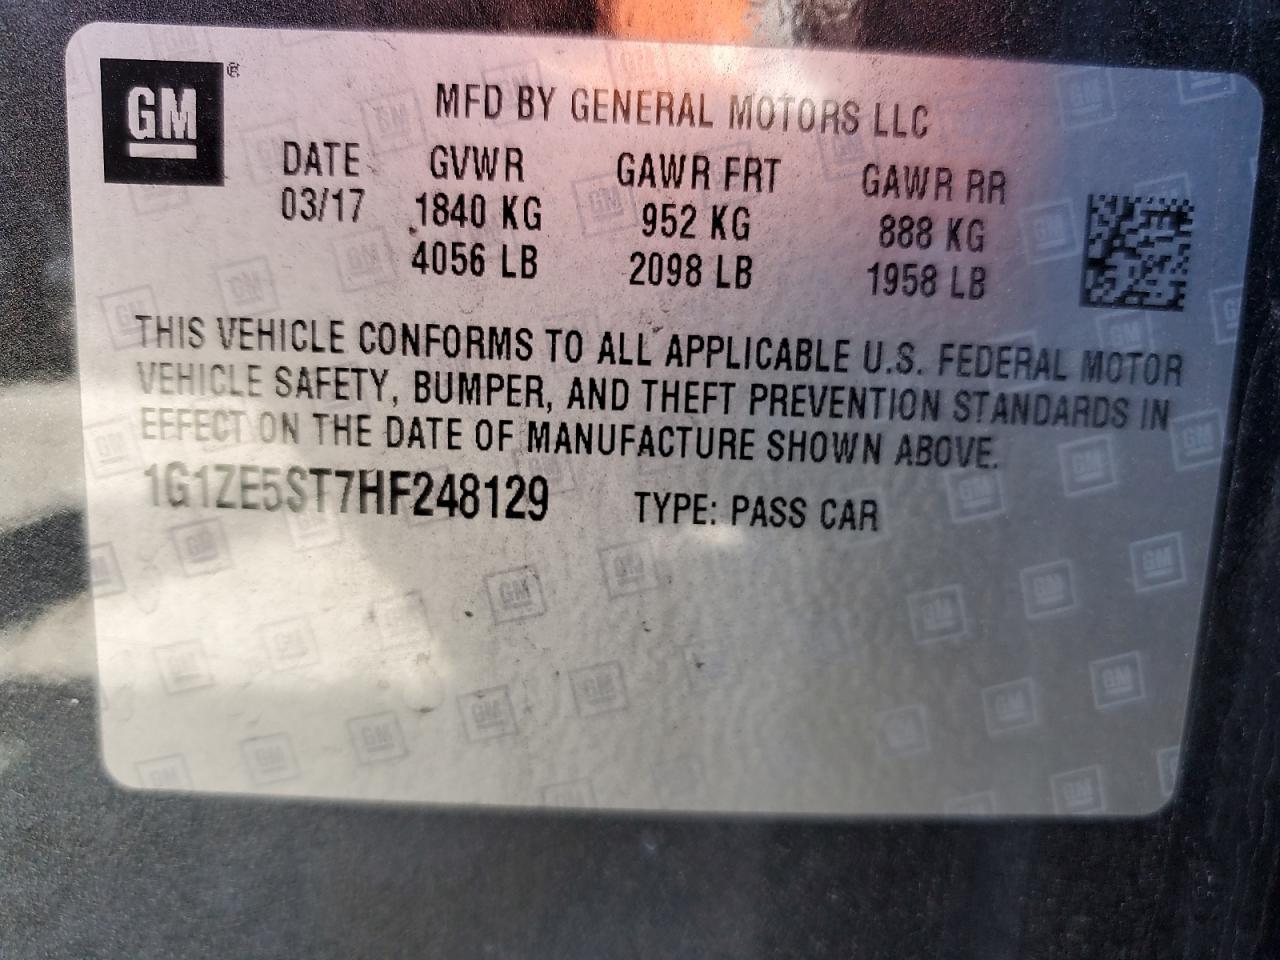 GM®
MFD BY GENERAL MOTORS LLC
DATE GVWR GAWR FRT GAWR RR
03/17 1840 KG 952 KG 888 KG
4056 LB 2098 LB 1958 LB
THIS VEHICLE CONFORMS TO ALL APPLICABLE U.S. FEDERAL MOTOR
VEHICLE SAFETY, BUMPER, AND THEFT PREVENTION STANDARDS IN
EFFECT ON THE DATE OF MANUFACTURE SHOWN ABOVE.
1G1ZE5ST7HF248129 TYPE: PASS CAR